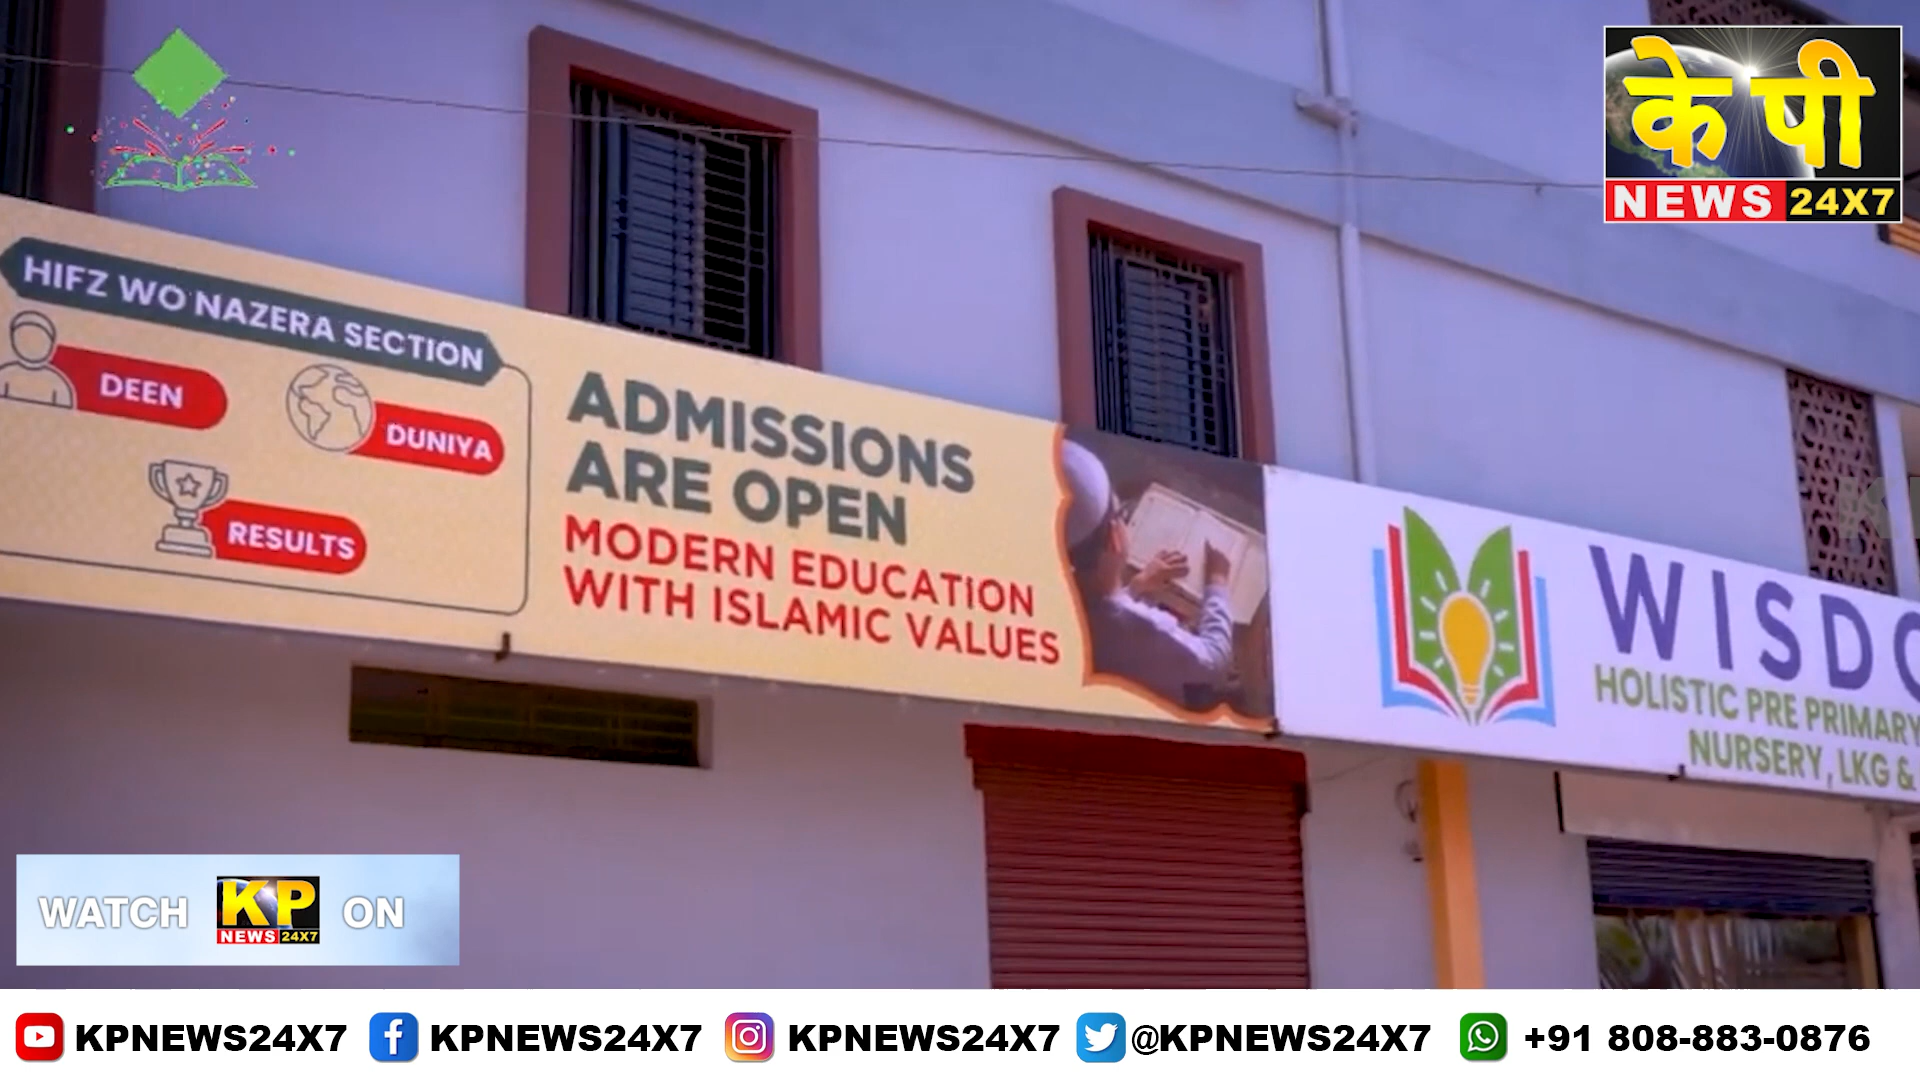 के पी
NEWS 24X7
HIFZ WO NAZERA SECTION
DEEN
DUNIYA
RESULTS
ADMISSIONS
ARE OPEN
MODERN EDUCATION
WITH ISLAMIC VALUES
HOLISTIC PRE PRIMARY
NURSERY, LKG &
WATCH KP ON
NEWS 24X7
KPNEWS24X7 KPNEWS24X7 KPNEWS24X7 @KPNEWS24X7 +91 808-883-0876